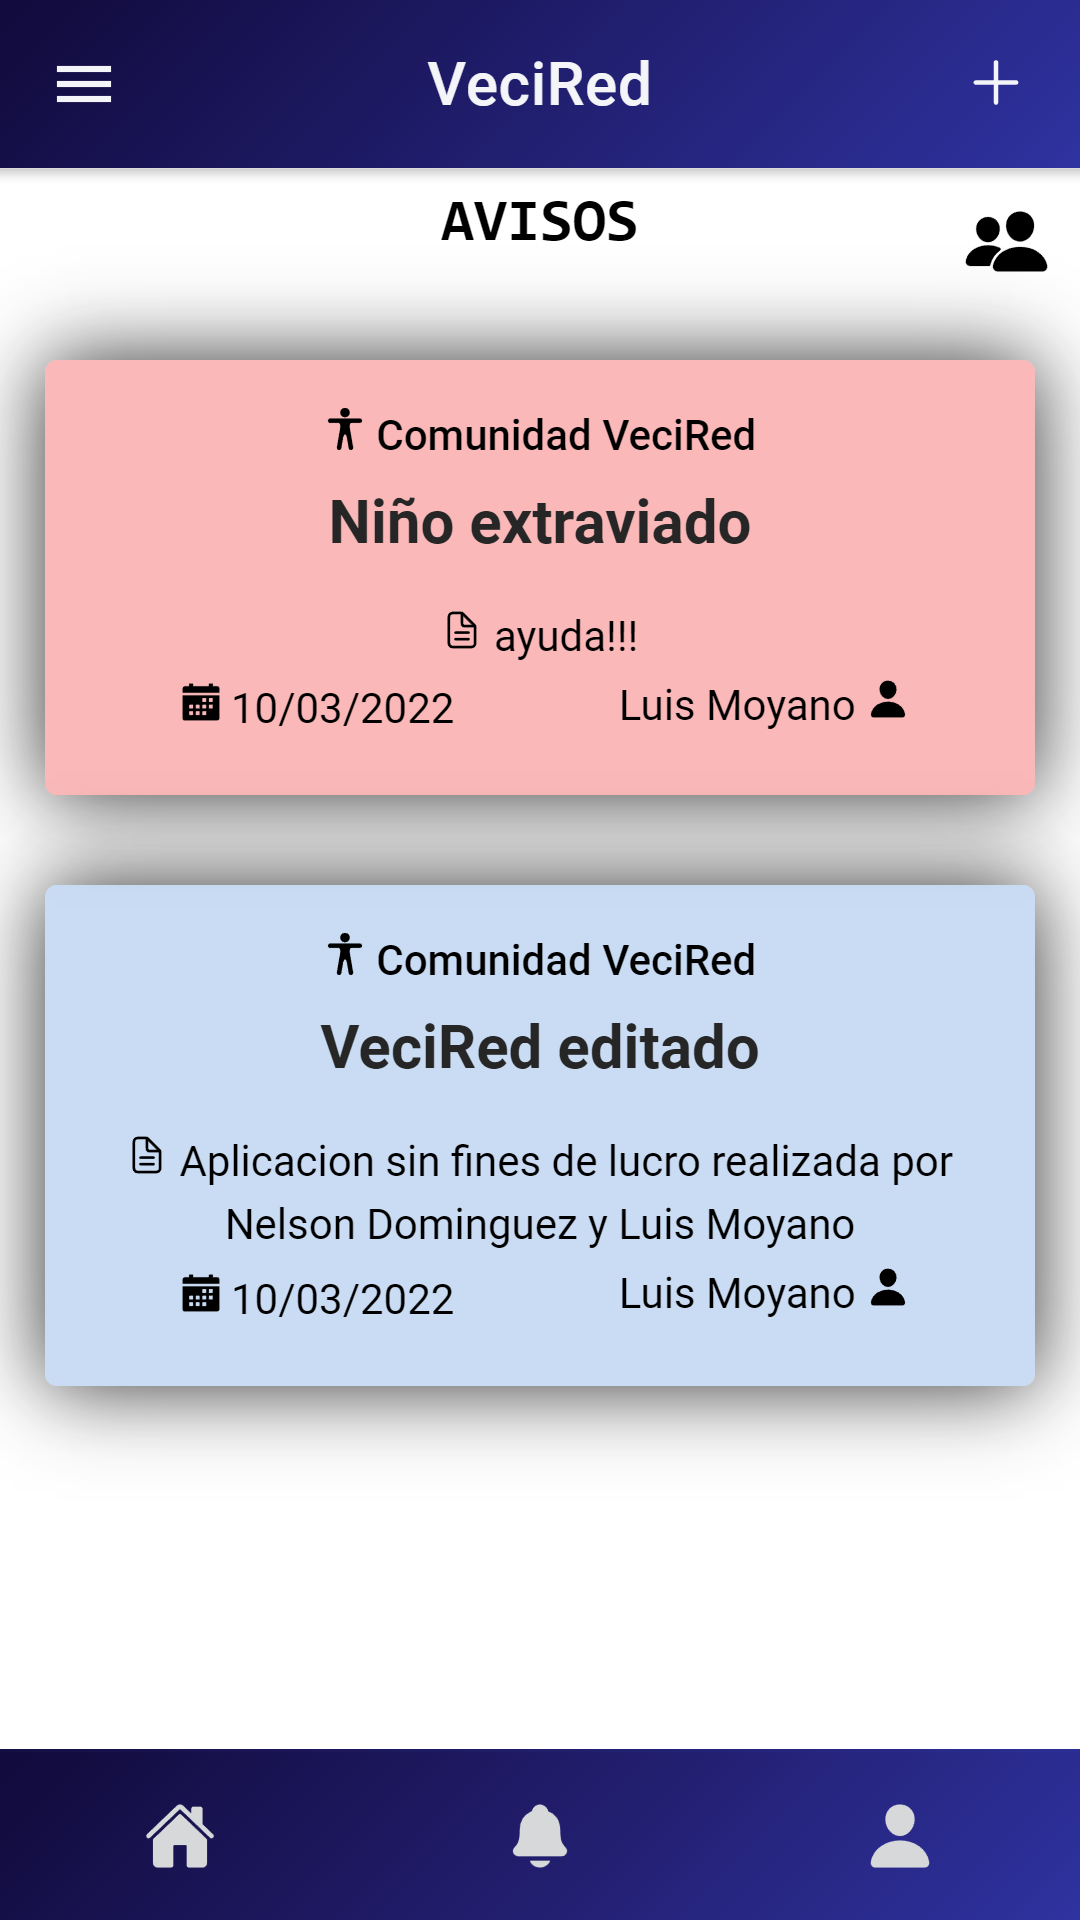 VeciRed
AVISOS
Comunidad VeciRed
Niño extraviado
ayuda!!!
10/03/2022 Luis Moyano
Comunidad VeciRed
VeciRed editado
Aplicacion sin fines de lucro realizada por
Nelson Dominguez y Luis Moyano
10/03/2022 Luis Moyano